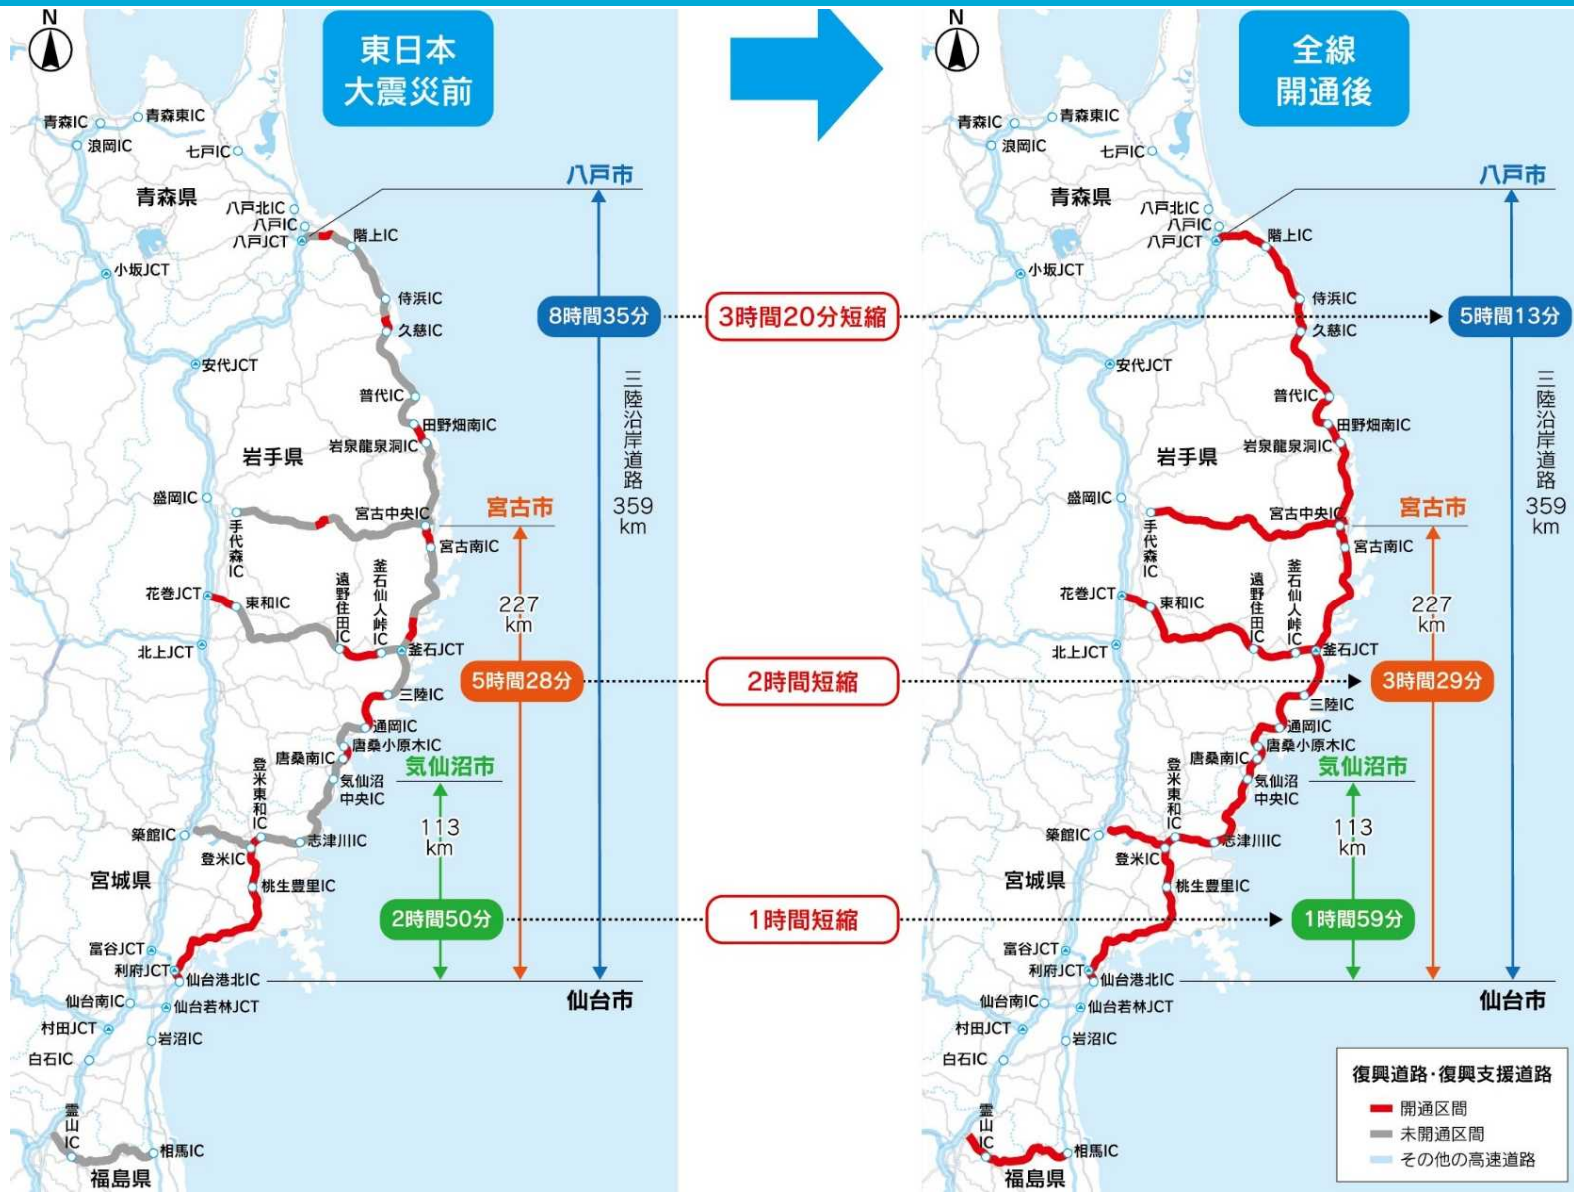 N
東日本
大震災前
青森IC
青森東IC
浪岡IC
七戸IC
八戸市
青森県
八戸北IC
八戸IC
八戸JCT
階上IC
小坂JCT
侍浜IC
8時間35分
久慈IC
安代JCT
三陸沿岸道路
359
km
普代IC
田野畑南IC
岩泉龍泉洞IC
岩手県
盛岡IC
宮古中央IC
宮古市
手代森IC
宮古南IC
釜石仙人峠IC
遠野住田IC
花巻JCT
東和IC
227
km
北上JCT
釜石JCT
5時間28分
三陸IC
通岡IC
唐桑小原木IC
唐桑南IC
気仙沼市
登米東和IC
気仙沼
中央IC
113
km
築館IC
志津川IC
登米IC
宮城県
桃生豊里IC
2時間50分
富谷JCT
利府JCT
仙台港北IC
仙台市
仙台南IC
仙台若林JCT
村田JCT
岩沼IC
白石IC
霊山IC
相馬IC
福島県
3時間20分短縮
2時間短縮
1時間短縮
N
全線
開通後
青森IC
青森東IC
浪岡IC
七戸IC
八戸市
青森県
八戸北IC
八戸IC
八戸JCT
階上IC
小坂JCT
侍浜IC
5時間13分
久慈IC
安代JCT
三陸沿岸道路
359
km
普代IC
田野畑南IC
岩泉龍泉洞IC
岩手県
盛岡IC
宮古中央IC
宮古市
手代森IC
宮古南IC
釜石仙人峠IC
遠野住田IC
花巻JCT
東和IC
227
km
北上JCT
釜石JCT
3時間29分
三陸IC
通岡IC
唐桑小原木IC
唐桑南IC
気仙沼市
登米東和IC
気仙沼
中央IC
113
km
築館IC
志津川IC
登米IC
宮城県
桃生豊里IC
1時間59分
富谷JCT
利府JCT
仙台港北IC
仙台市
仙台南IC
仙台若林JCT
村田JCT
岩沼IC
白石IC
霊山IC
相馬IC
福島県
復興道路・復興支援道路
開通区間
未開通区間
その他の高速道路